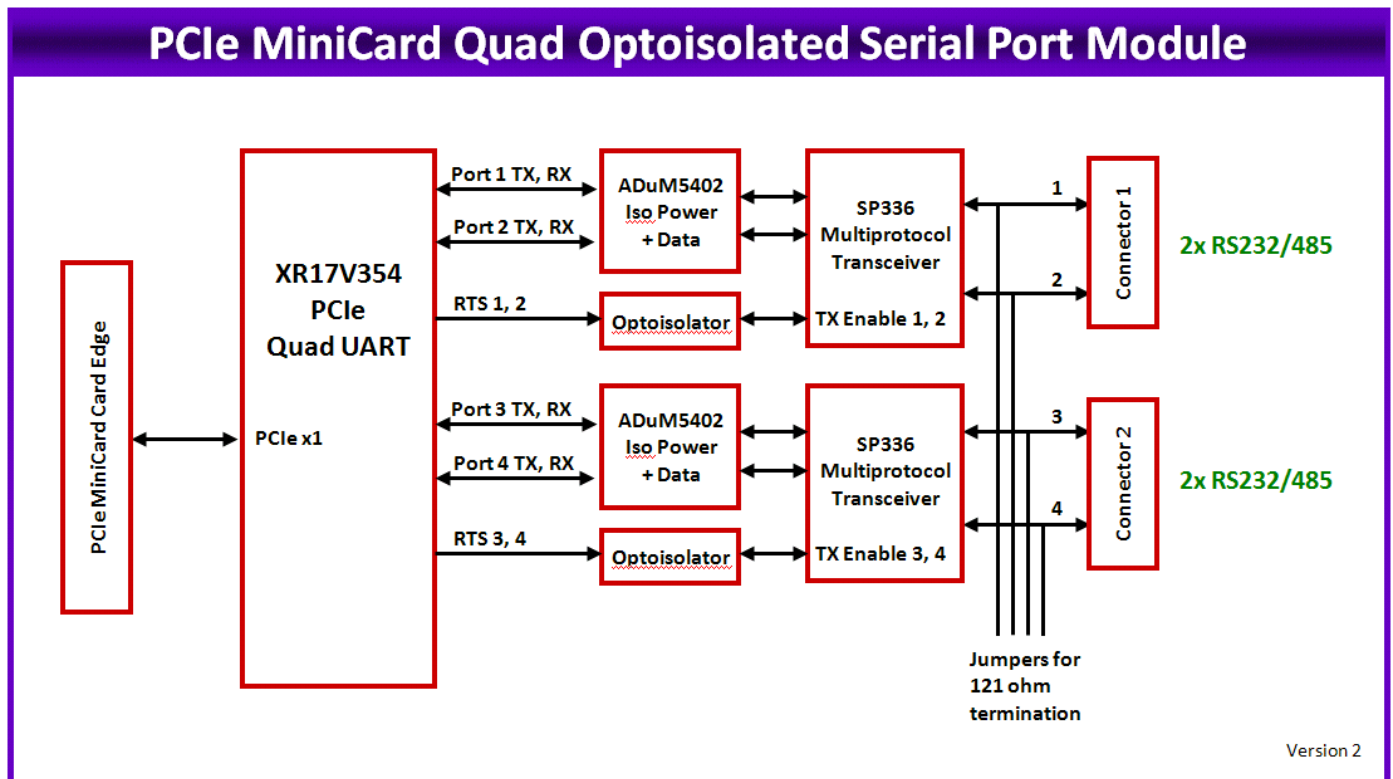 PCIe MiniCard Quad Optoisolated Serial Port Module
PCIe MiniCard Card Edge
XR17V354
PCIe
Quad UART
PCIe x1
Port 1 TX, RX
Port 2 TX, RX
RTS 1, 2
Port 3 TX, RX
Port 4 TX, RX
RTS 3, 4
ADuM5402
Iso Power
+ Data
Optoisolator
ADuM5402
Iso Power
+ Data
Optoisolator
SP336
Multiprotocol
Transceiver
TX Enable 1, 2
SP336
Multiprotocol
Transceiver
TX Enable 3, 4
1
2
3
4
Connector 1
Connector 2
2x RS232/485
2x RS232/485
Jumpers for
121 ohm
termination
Version 2